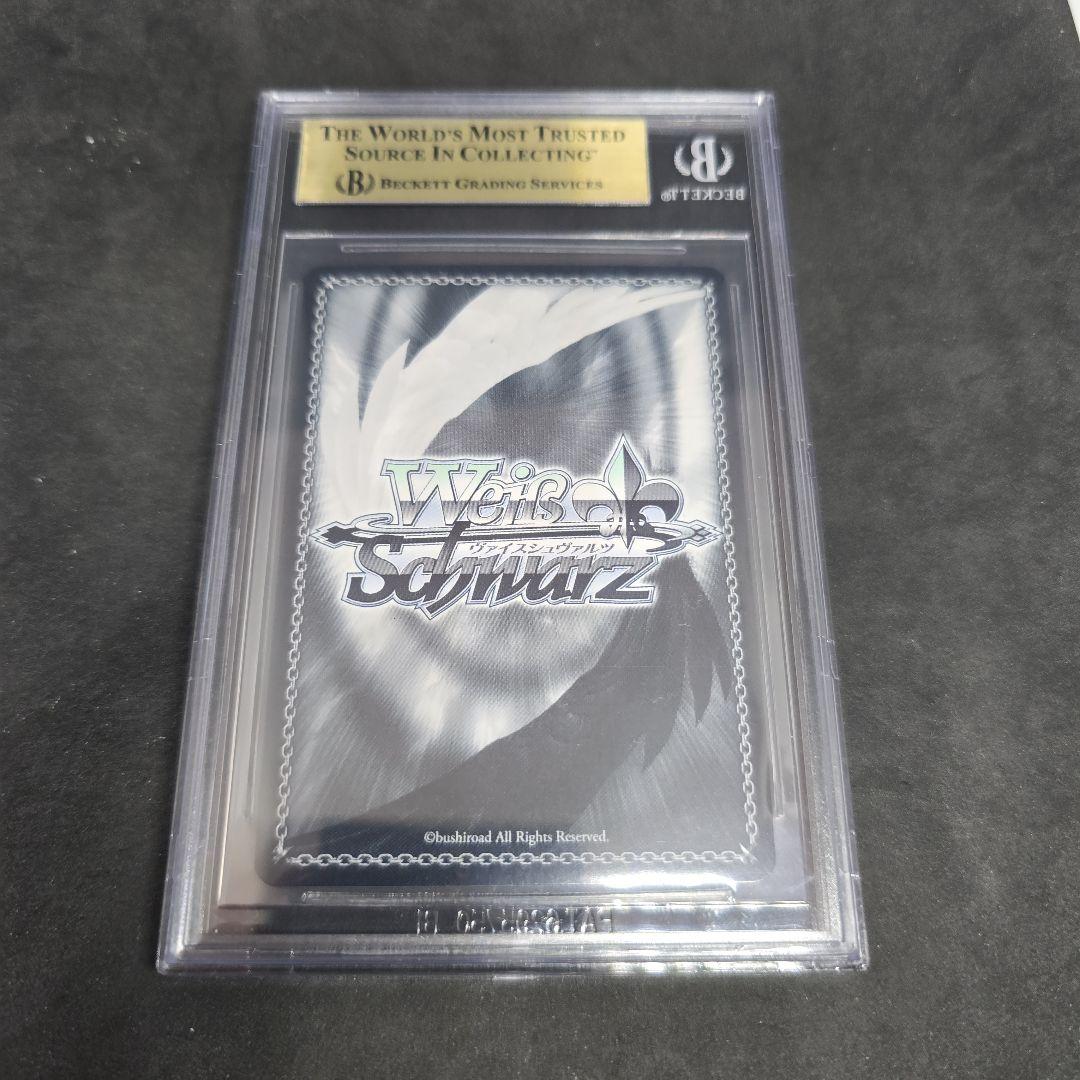 THE WORLD'S MOST TRUSTED
SOURCE IN COLLECTING™
B BECKETT GRADING SERVICES
B
BECKETT®
Weiß
ヴァイスシュヴァルツ
Schwarz
©bushiroad All Rights Reserved.